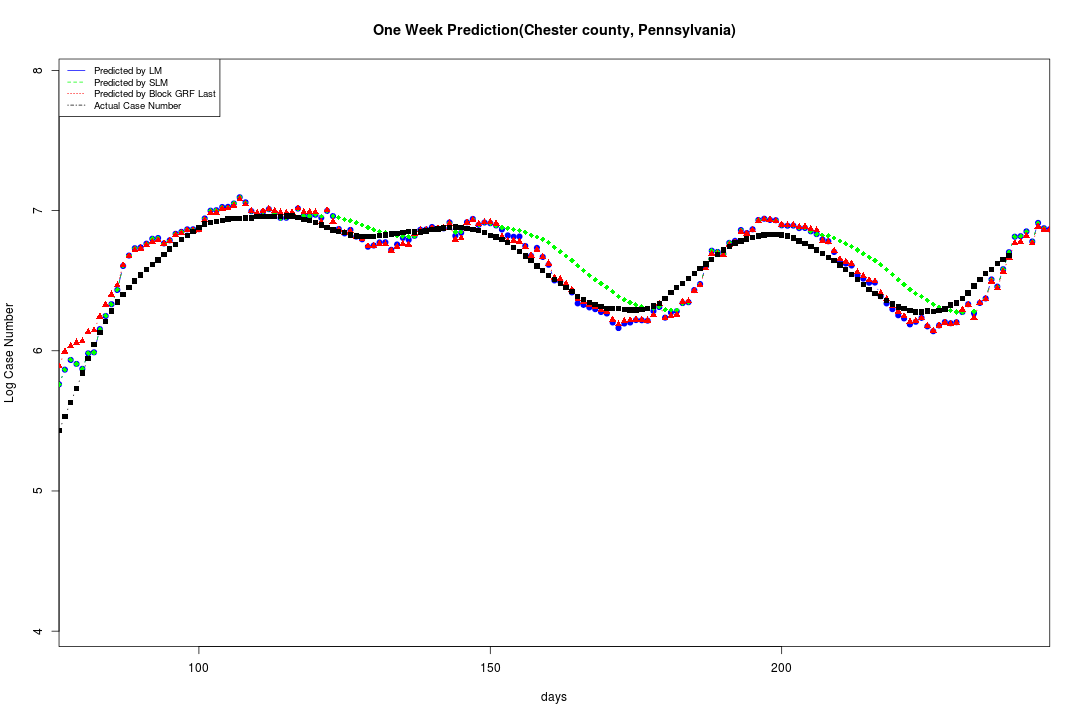 One Week Prediction(Chester county, Pennsylvania)
Predicted by LM
Predicted by SLM
Predicted by Block GRF Last
Actual Case Number
8
7
6
5
4
Log Case Number
100 150 200
days